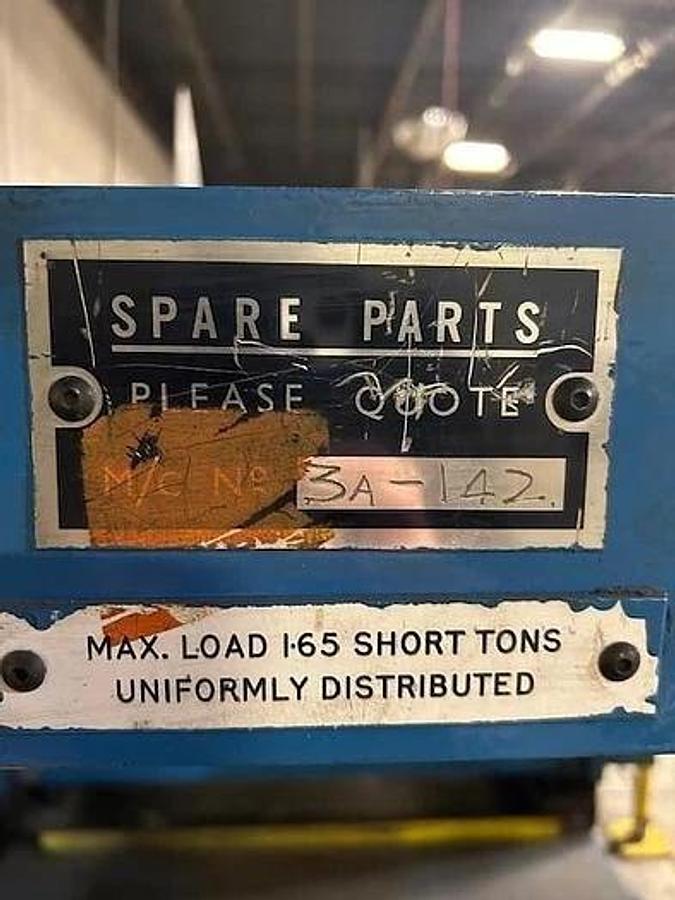 SPARE PARTS
PLEASE QUOTE
M/C Nº 3A-142.
MAX. LOAD 1·65 SHORT TONS
UNIFORMLY DISTRIBUTED